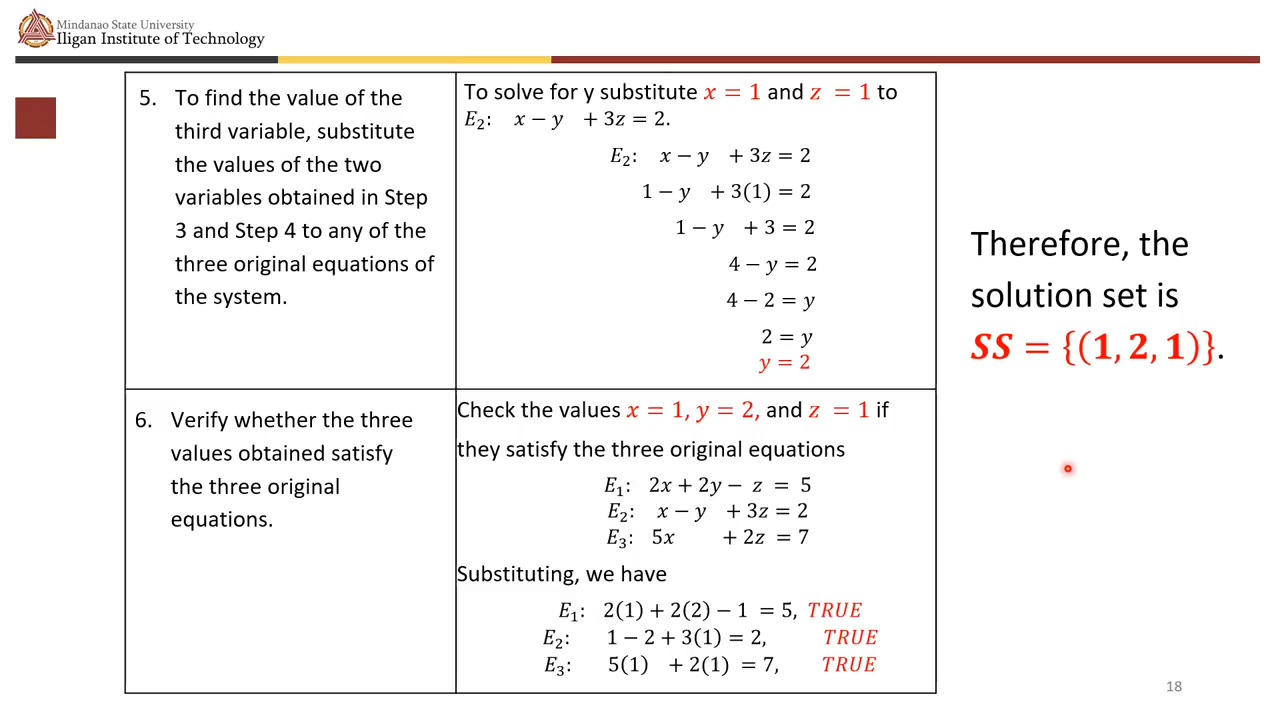 Mindanao State University
Iligan Institute of Technology
5. To find the value of the
third variable, substitute
the values of the two
variables obtained in Step
3 and Step 4 to any of the
three original equations of
the system.
To solve for y substitute x = 1 and z = 1 to
E₂: x − y + 3z = 2.
E₂: x − y + 3z = 2
1 − y + 3(1) = 2
1 − y + 3 = 2
4 − y = 2
4 − 2 = y
2 = y
y = 2
6. Verify whether the three
values obtained satisfy
the three original
equations.
Check the values x = 1, y = 2, and z = 1 if
they satisfy the three original equations
E₁: 2x + 2y − z = 5
E₂: x − y + 3z = 2
E₃: 5x + 2z = 7
Substituting, we have
E₁: 2(1) + 2(2) − 1 = 5, TRUE
E₂: 1 − 2 + 3(1) = 2, TRUE
E₃: 5(1) + 2(1) = 7, TRUE
Therefore, the
solution set is
SS = {(1, 2, 1)}.
18